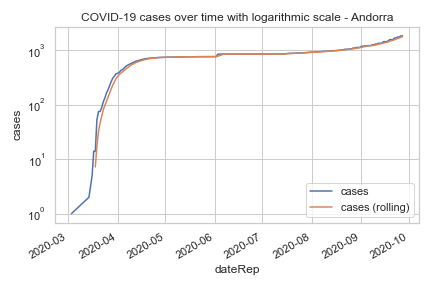 COVID-19 cases over time with logarithmic scale - Andorra
cases
10³
10²
10¹
10⁰
cases
cases (rolling)
2020-03
2020-04
2020-05
2020-06
2020-07
2020-08
2020-09
2020-10
dateRep